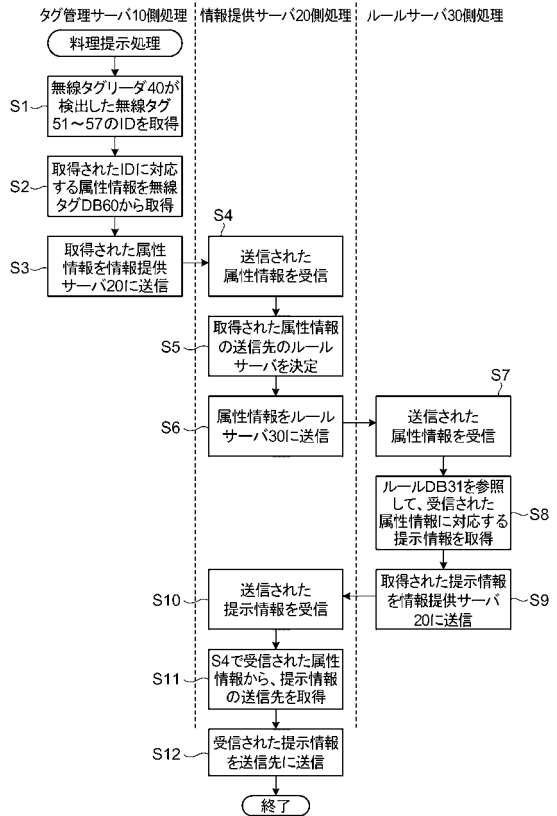 タグ管理サーバ10側処理
情報提供サーバ20側処理
ルールサーバ30側処理
料理提示処理
S1
無線タグリーダ40が
検出した無線タグ
51～57のIDを取得
S2
取得されたIDに対応
する属性情報を無線
タグDB60から取得
S3
取得された属性
情報を情報提供
サーバ20に送信
S4
送信された
属性情報を受信
S5
取得された属性情報
の送信先のルール
サーバを決定
S6
属性情報をルール
サーバ30に送信
S7
送信された
属性情報を受信
S8
ルールDB31を参照
して、受信された
属性情報に対応する
提示情報を取得
S9
取得された提示情報
を情報提供サーバ
20に送信
S10
送信された
提示情報を受信
S11
S4で受信された属性
情報から、提示情報
の送信先を取得
S12
受信された提示情報
を送信先に送信
終了